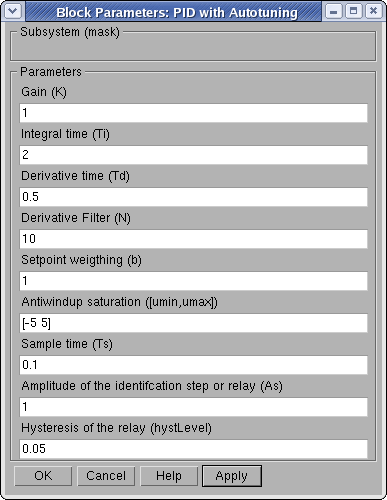 Block Parameters: PID with Autotuning
Subsystem (mask)
Parameters
Gain (K)
1
Integral time (Ti)
2
Derivative time (Td)
0.5
Derivative Filter (N)
10
Setpoint weigthing (b)
1
Antiwindup saturation ([umin,umax])
[-5 5]
Sample time (Ts)
0.1
Amplitude of the identifcation step or relay (As)
1
Hysteresis of the relay (hystLevel)
0.05
OK Cancel Help Apply